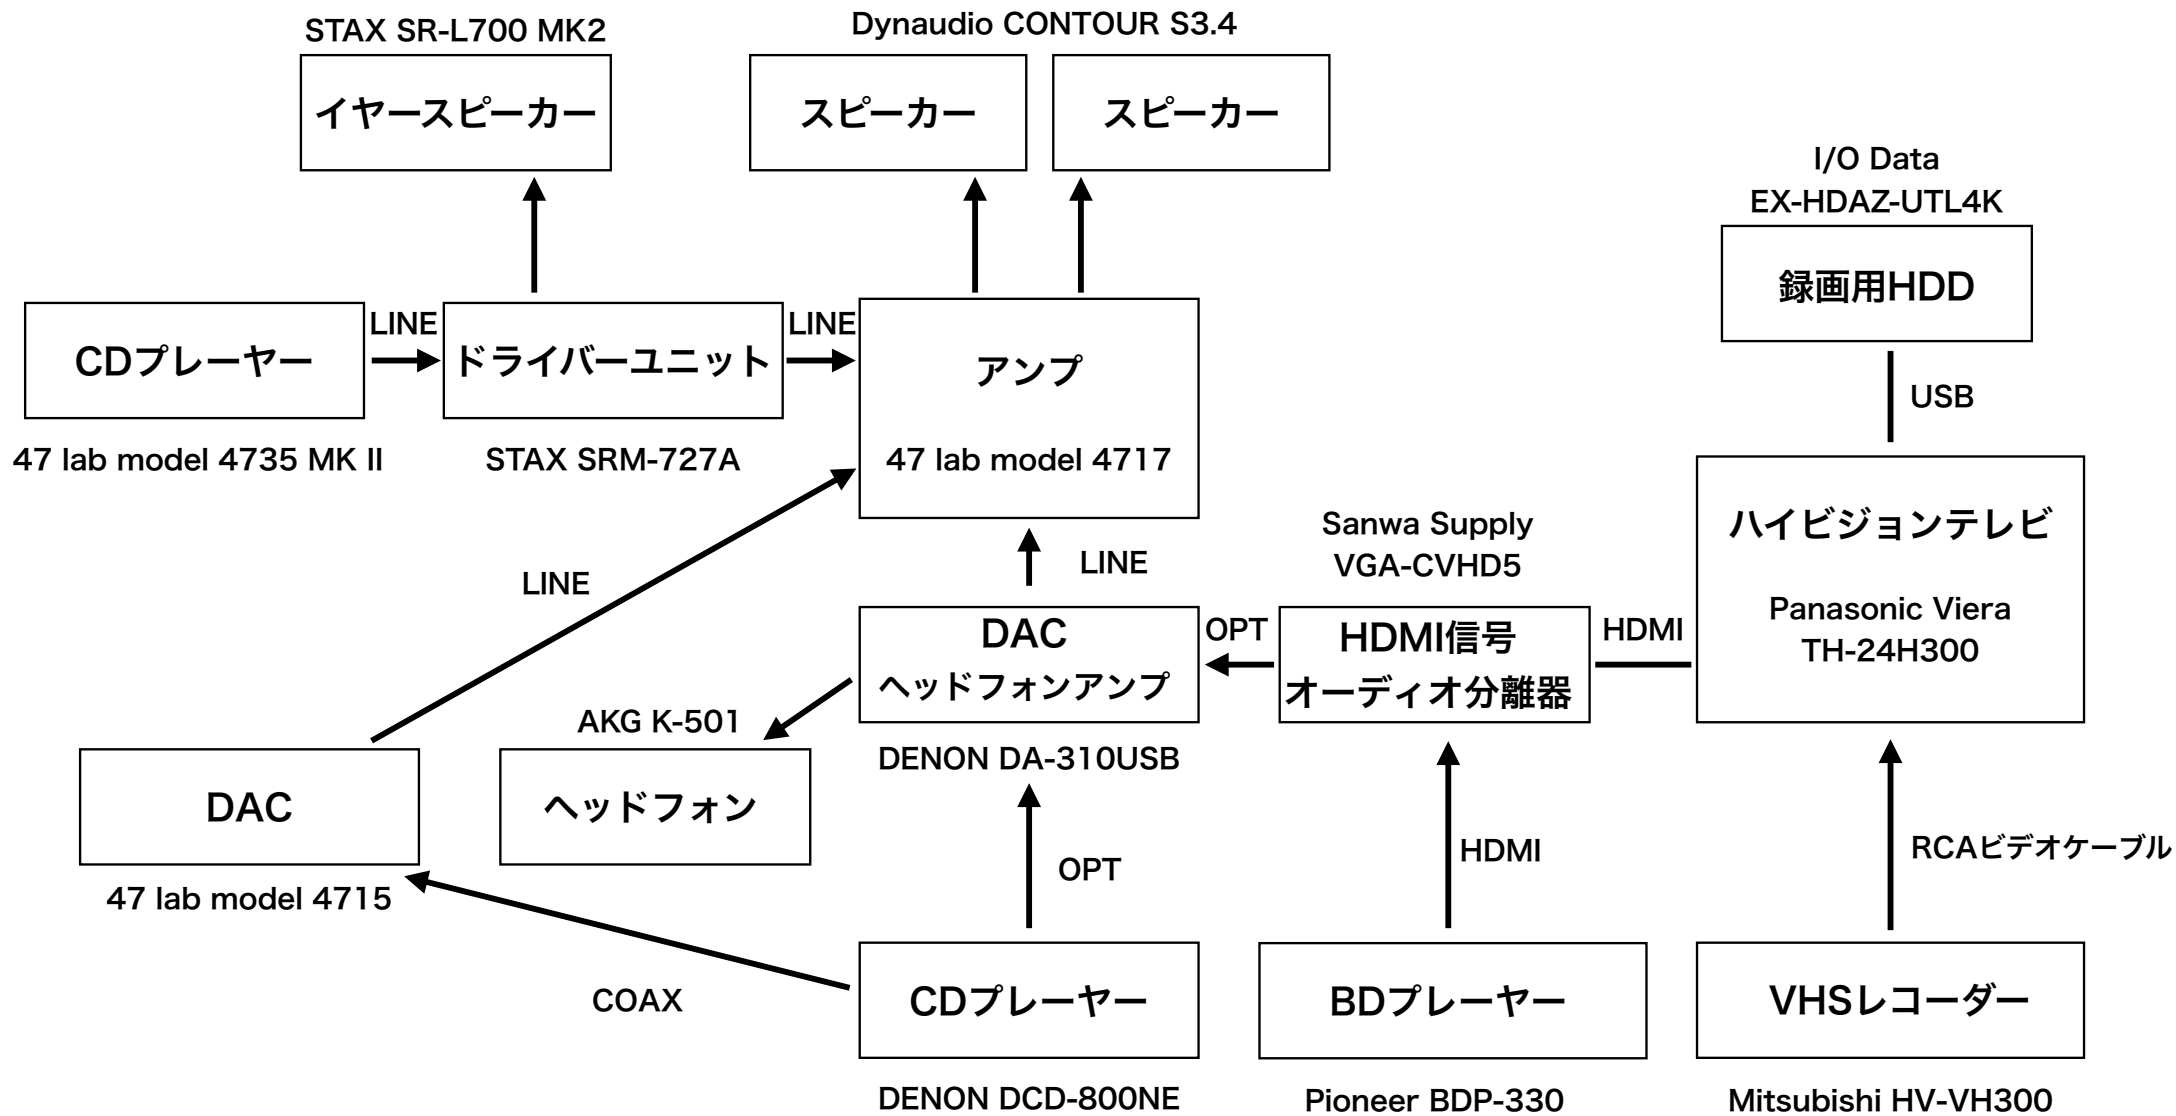 STAX SR-L700 MK2
イヤースピーカー
Dynaudio CONTOUR S3.4
スピーカー
スピーカー
I/O Data
EX-HDAZ-UTL4K
録画用HDD
USB
CDプレーヤー
47 lab model 4735 MK II
LINE
ドライバーユニット
STAX SRM-727A
LINE
アンプ
47 lab model 4717
LINE
LINE
Sanwa Supply
VGA-CVHD5
ハイビジョンテレビ
Panasonic Viera
TH-24H300
DAC
ヘッドフォンアンプ
DENON DA-310USB
OPT
HDMI信号
オーディオ分離器
HDMI
AKG K-501
ヘッドフォン
DAC
47 lab model 4715
OPT
HDMI
RCAビデオケーブル
COAX
CDプレーヤー
DENON DCD-800NE
BDプレーヤー
Pioneer BDP-330
VHSレコーダー
Mitsubishi HV-VH300